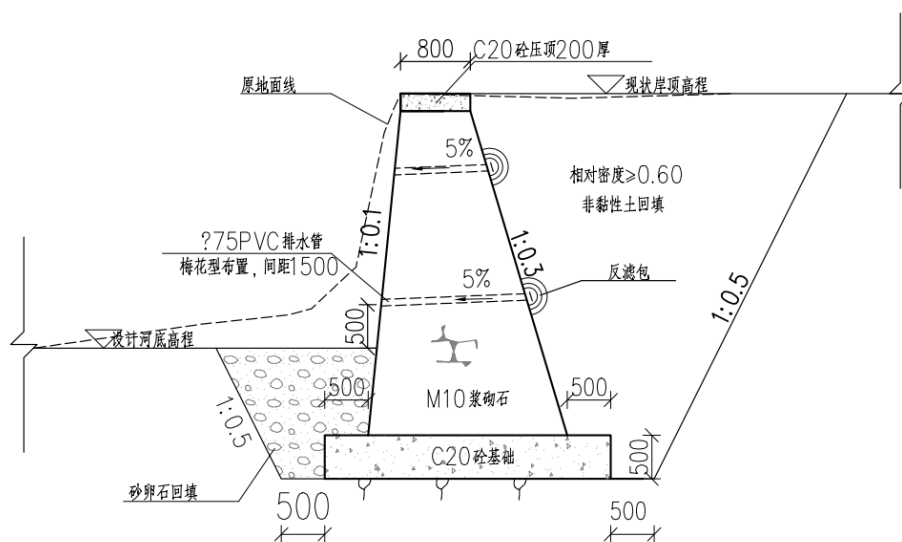 800
C20砼压顶200厚
原地面线
现状岸顶高程
5%
相对密度≥0.60
非黏性土回填
1:0.1
1:0.3
1:0.5
?75PVC排水管
梅花型布置，间距1500
5%
反滤包
设计河底高程
500
500
M10浆砌石
500
1:0.5
C20砼基础
500
砂卵石回填
500
500